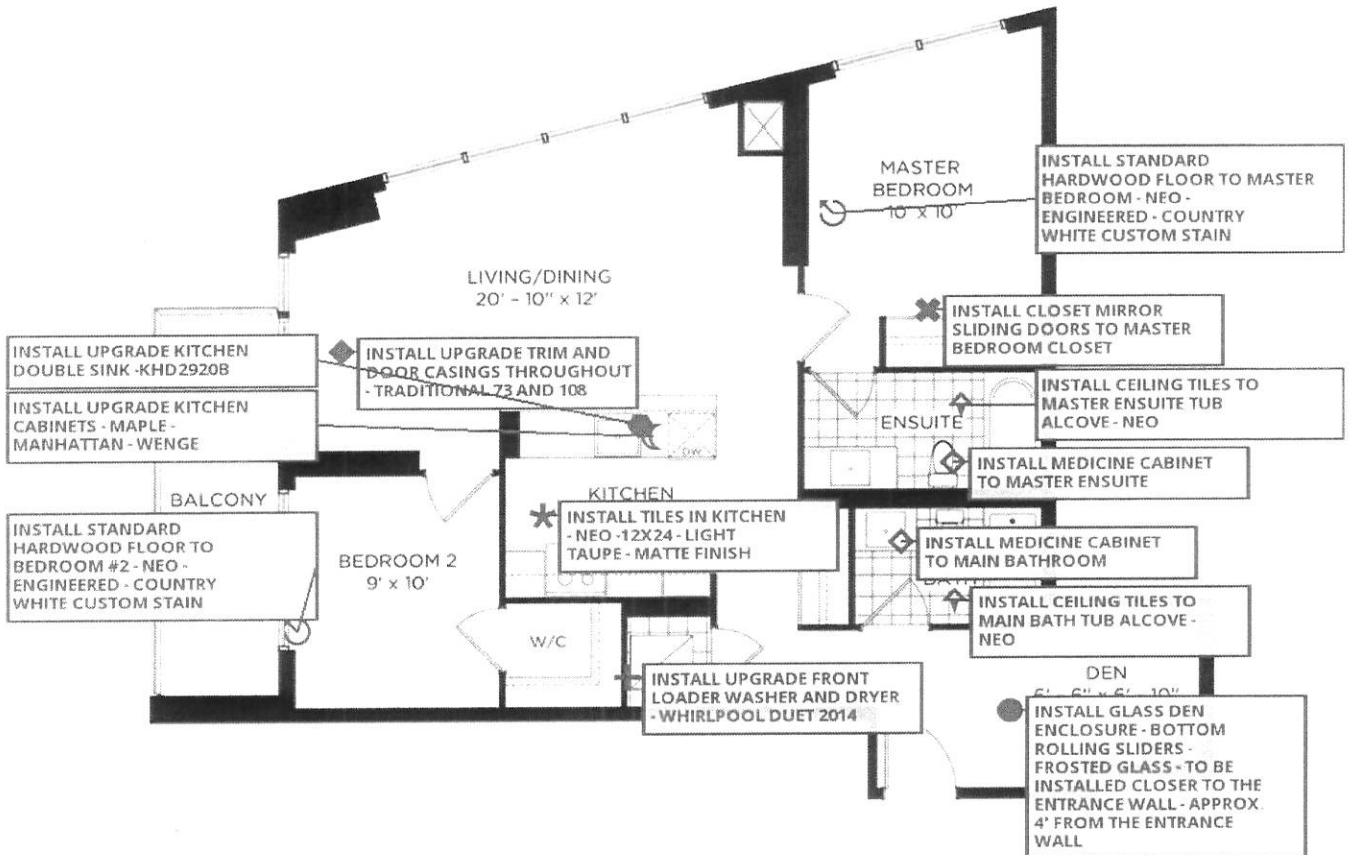 MASTER
BEDROOM
10' x 10'
INSTALL STANDARD
HARDWOOD FLOOR TO MASTER
BEDROOM - NEO -
ENGINEERED - COUNTRY
WHITE CUSTOM STAIN
LIVING/DINING
20' - 10" x 12'
INSTALL CLOSET MIRROR
SLIDING DOORS TO MASTER
BEDROOM CLOSET
INSTALL UPGRADE KITCHEN
DOUBLE SINK -KHD2920B
INSTALL UPGRADE TRIM AND
DOOR CASINGS THROUGHOUT
- TRADITIONAL 73 AND 108
INSTALL UPGRADE KITCHEN
CABINETS - MAPLE -
MANHATTAN - WENGE
INSTALL CEILING TILES TO
MASTER ENSUITE TUB
ALCOVE - NEO
ENSUITE
DW
INSTALL MEDICINE CABINET
TO MASTER ENSUITE
BALCONY
KITCHEN
INSTALL TILES IN KITCHEN
- NEO -12X24 - LIGHT
TAUPE - MATTE FINISH
INSTALL STANDARD
HARDWOOD FLOOR TO
BEDROOM #2 - NEO -
ENGINEERED - COUNTRY
WHITE CUSTOM STAIN
BEDROOM 2
9' x 10'
INSTALL MEDICINE CABINET
TO MAIN BATHROOM
INSTALL CEILING TILES TO
MAIN BATH TUB ALCOVE -
NEO
W/C
INSTALL UPGRADE FRONT
LOADER WASHER AND DRYER
- WHIRLPOOL DUET 2014
DEN
6' - 6" x 6' - 10"
INSTALL GLASS DEN
ENCLOSURE - BOTTOM
ROLLING SLIDERS -
FROSTED GLASS - TO BE
INSTALLED CLOSER TO THE
ENTRANCE WALL - APPROX.
4' FROM THE ENTRANCE
WALL